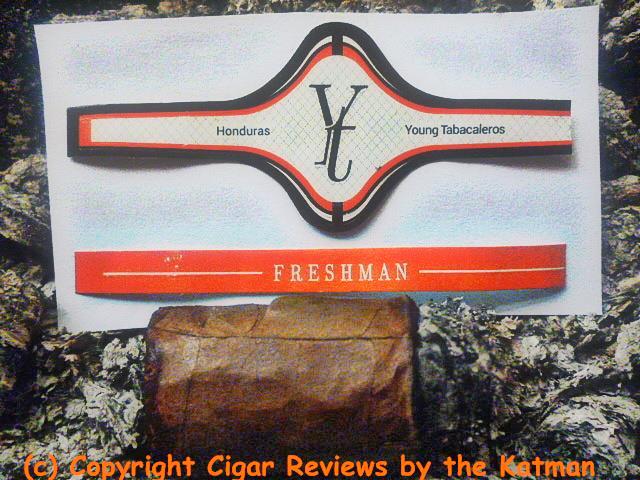 Honduras
Yt
Young Tabacaleros
FRESHMAN
(c) Copyright Cigar Reviews by the Katman